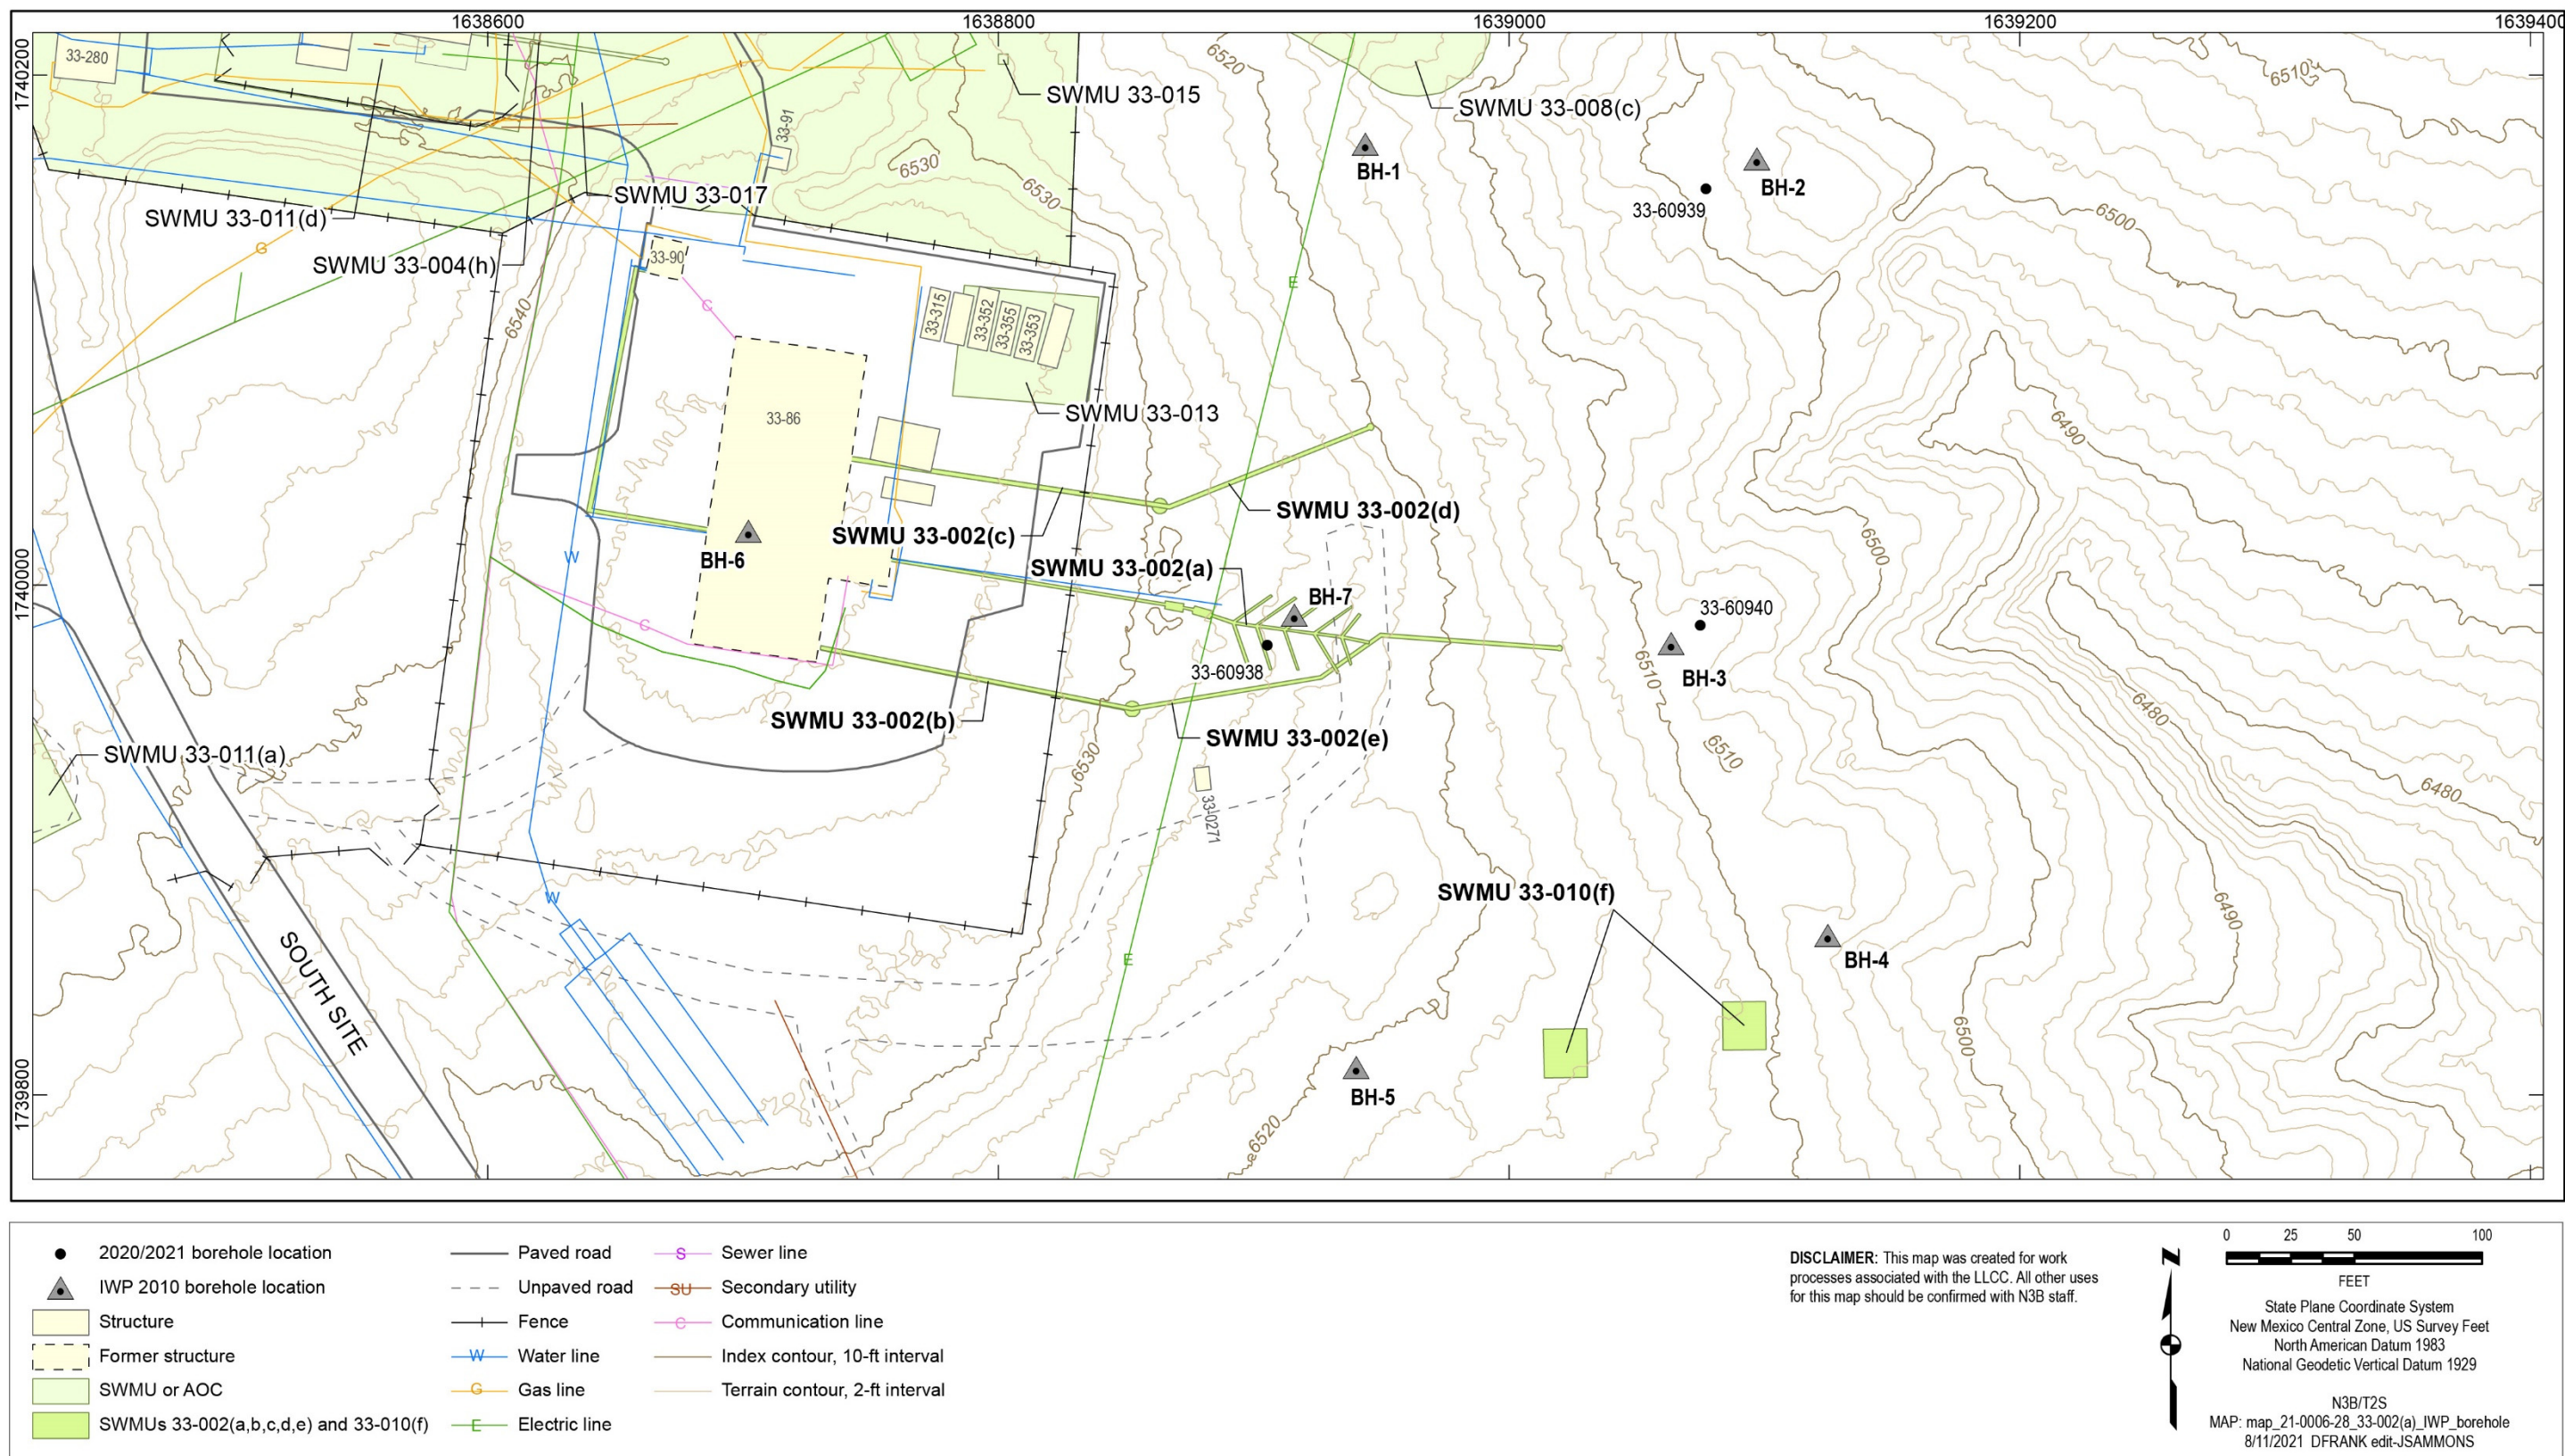 1638600
1638800
1639000
1639200
1639400
1740200
1740000
1739800
33-280
SWMU 33-015
SWMU 33-008(c)
6520
6510
33-91
6530
6530
BH-1
BH-2
33-60939
6500
SWMU 33-017
SWMU 33-011(d)
G
SWMU 33-004(h)
33-90
C
E
6540
33-315
33-352
33-355
33-353
SWMU 33-013
33-86
6490
SWMU 33-002(d)
SWMU 33-002(c)
W
BH-6
6500
SWMU 33-002(a)
BH-7
33-60940
C
33-60938
6510
BH-3
SWMU 33-002(b)
SWMU 33-002(e)
6480
6510
SWMU 33-011(a)
6530
33-0271
6480
W
SWMU 33-010(f)
6490
E
BH-4
SOUTH SITE
6500
BH-5
6520
2020/2021 borehole location
IWP 2010 borehole location
Structure
Former structure
SWMU or AOC
SWMUs 33-002(a,b,c,d,e) and 33-010(f)
Paved road
Unpaved road
Fence
W Water line
G Gas line
E Electric line
S Sewer line
SU Secondary utility
C Communication line
Index contour, 10-ft interval
Terrain contour, 2-ft interval
DISCLAIMER: This map was created for work
processes associated with the LLCC. All other uses
for this map should be confirmed with N3B staff.
N
0 25 50 100
FEET
State Plane Coordinate System
New Mexico Central Zone, US Survey Feet
North American Datum 1983
National Geodetic Vertical Datum 1929
N3B/T2S
MAP: map_21-0006-28_33-002(a)_IWP_borehole
8/11/2021 DFRANK edit-JSAMMONS